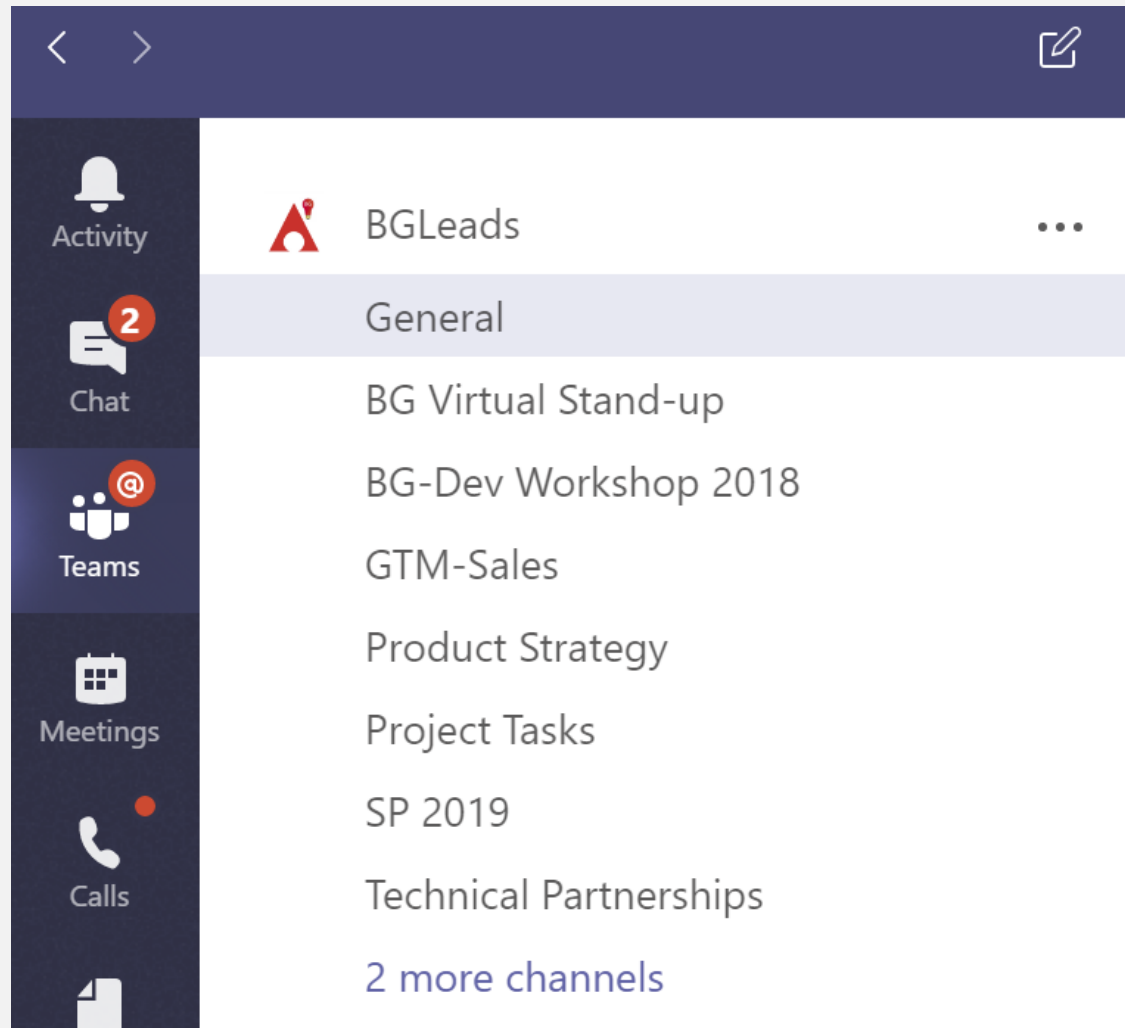 Activity
2
Chat
@
Teams
Meetings
Calls
BGLeads
General
BG Virtual Stand-up
BG-Dev Workshop 2018
GTM-Sales
Product Strategy
Project Tasks
SP 2019
Technical Partnerships
2 more channels